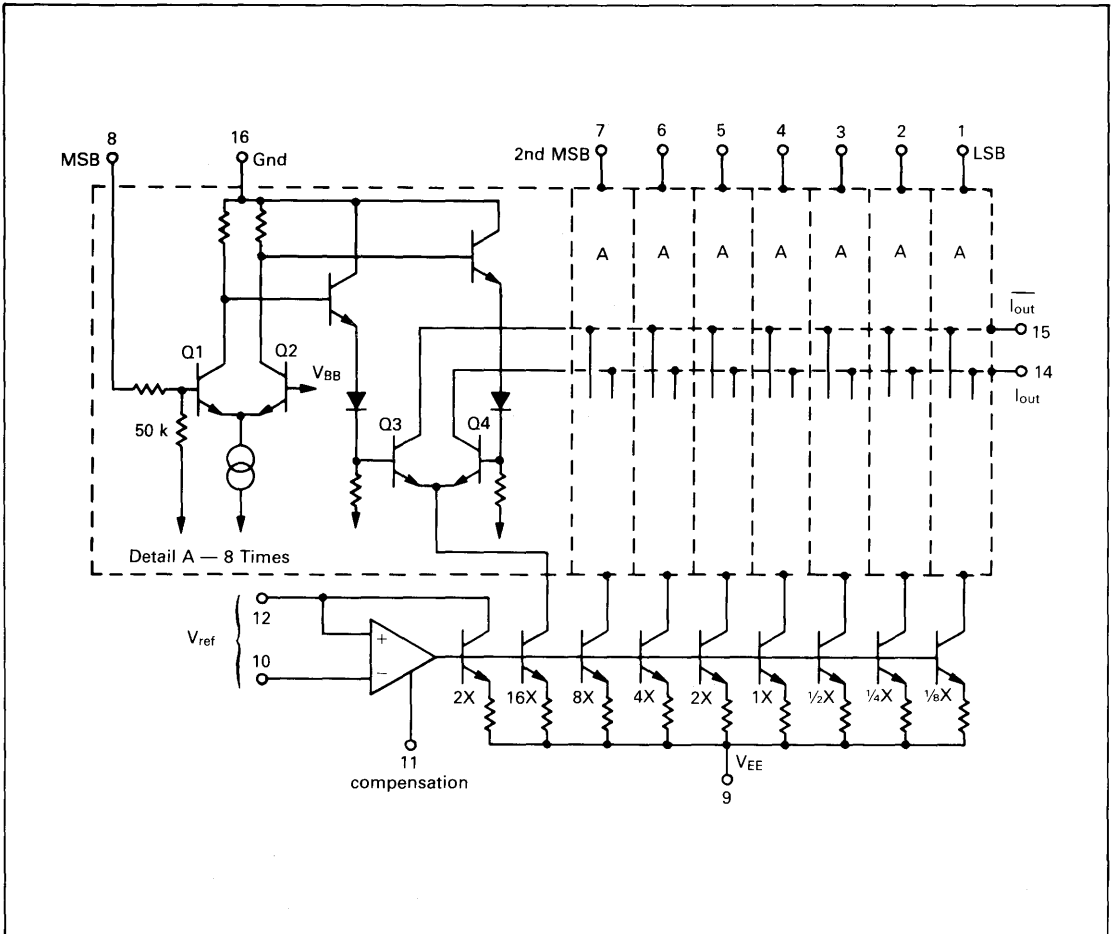 8 16 7 6 5 4 3 2 1
MSB Gnd 2nd MSB LSB
A A A A A A A
Iout
15
Q1 Q2
VBB
14
Iout
50 k
Q3 Q4
Detail A — 8 Times
12
Vref
+
10
−
2X 16X 8X 4X 2X 1X ½X ¼X ⅛X
11
compensation
VEE
9